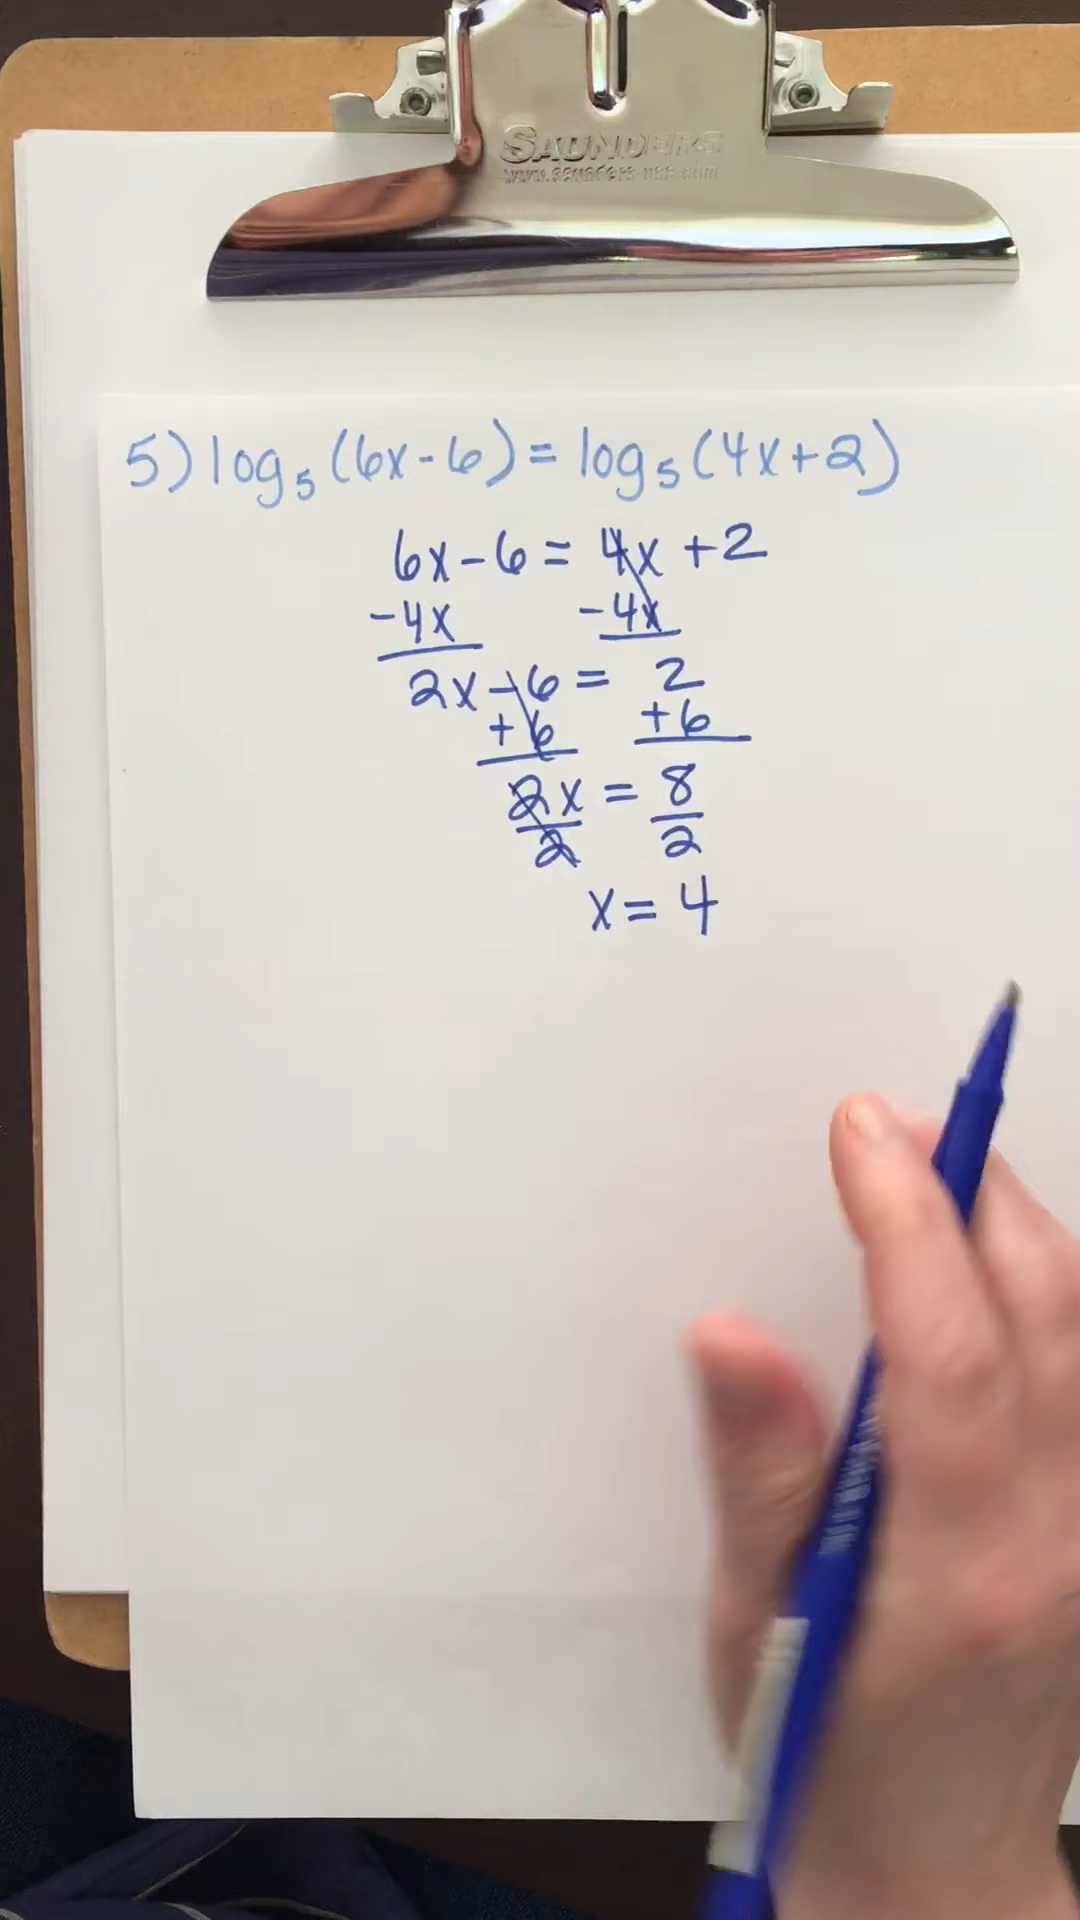 SAUNDERS
5) log₅(6x-6) = log₅(4x+2)
6x-6 = 4x +2
-4x -4x
2x-6 = 2
+6 +6
2x = 8
2 2
x = 4